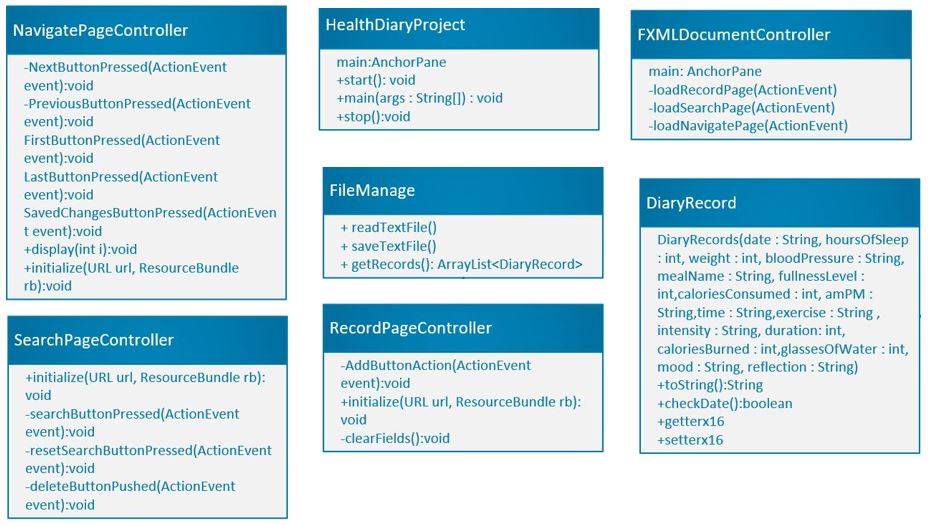 NavigatePageController
-NextButtonPressed(ActionEvent
event):void
-PreviousButtonPressed(ActionEvent
event):void
FirstButtonPressed(ActionEvent
event):void
LastButtonPressed(ActionEvent
event):void
SavedChangesButtonPressed(ActionEven
t event):void
+display(int i):void
+initialize(URL url, ResourceBundle
rb):void
SearchPageController
+initialize(URL url, ResourceBundle rb):
void
-searchButtonPressed(ActionEvent
event):void
-resetSearchButtonPressed(ActionEvent
event):void
-deleteButtonPushed(ActionEvent
event):void
HealthDiaryProject
main:AnchorPane
+start(): void
+main(args : String[]) : void
+stop():void
FileManage
+ readTextFile()
+ saveTextFile()
+ getRecords(): ArrayList<DiaryRecord>
RecordPageController
-AddButtonAction(ActionEvent
event):void
+initialize(URL url, ResourceBundle rb):
void
-clearFields():void
FXMLDocumentController
main: AnchorPane
-loadRecordPage(ActionEvent)
-loadSearchPage(ActionEvent)
-loadNavigatePage(ActionEvent)
DiaryRecord
DiaryRecords(date : String, hoursOfSleep
: int, weight : int, bloodPressure : String,
mealName : String, fullnessLevel :
int,caloriesConsumed : int, amPM :
String,time : String,exercise : String ,
intensity : String, duration: int,
caloriesBurned : int,glassesOfWater : int,
mood : String, reflection : String)
+toString():String
+checkDate():boolean
+getterx16
+setterx16